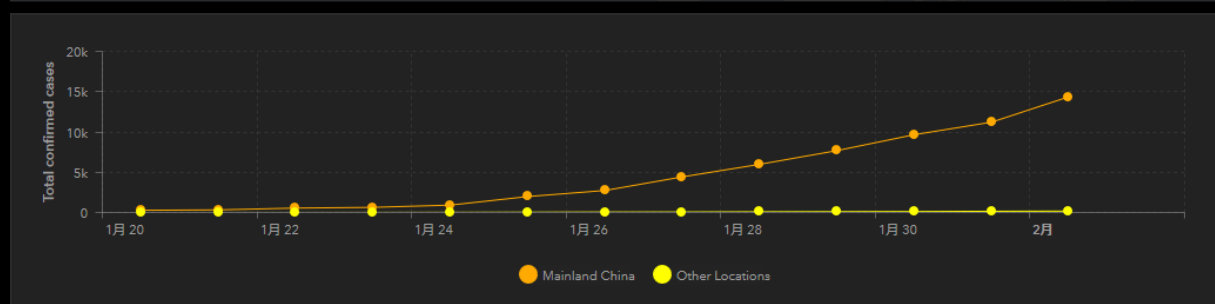 Total confirmed cases
20k
15k
10k
5k
0
1月 20
1月 22
1月 24
1月 26
1月 28
1月 30
2月
Mainland China
Other Locations